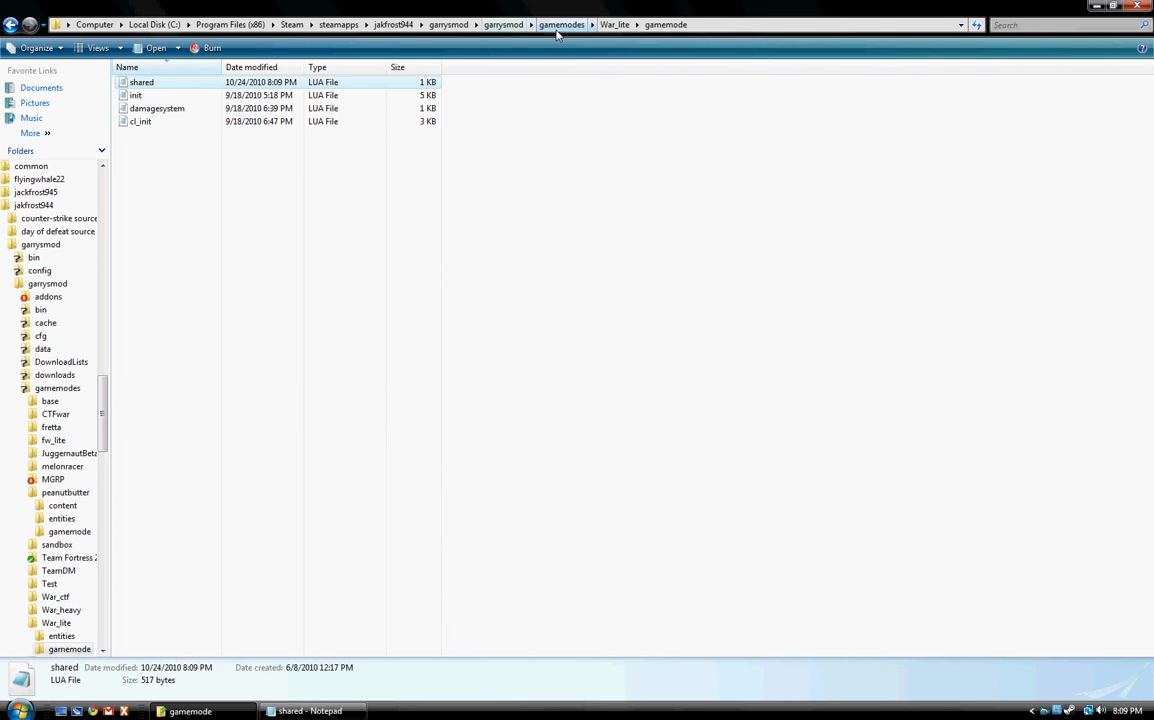 Computer ▸ Local Disk (C:) ▸ Program Files (x86) ▸ Steam ▸ steamapps ▸ jakfrost944 ▸ garrysmod ▸ garrysmod ▸ gamemodes ▸ War_lite ▸ gamemode
Search
Organize Views Open Burn
Favorite Links
Documents
Pictures
Music
More »
Folders
common
flyingwhale22
jackfrost945
jakfrost944
counter-strike source
day of defeat source
garrysmod
bin
config
garrysmod
addons
bin
cache
cfg
data
DownloadLists
downloads
gamemodes
base
CTFwar
fretta
fw_lite
JuggernautBeta
melonracer
MGRP
peanutbutter
content
entities
gamemode
sandbox
Team Fortress 2
TeamDM
Test
War_ctf
War_heavy
War_lite
entities
gamemode
Name Date modified Type Size
shared 10/24/2010 8:09 PM LUA File 1 KB
init 9/18/2010 5:18 PM LUA File 5 KB
damagesystem 9/18/2010 6:39 PM LUA File 1 KB
cl_init 9/18/2010 6:47 PM LUA File 3 KB
shared Date modified: 10/24/2010 8:09 PM Date created: 6/8/2010 12:17 PM
LUA File Size: 517 bytes
gamemode shared - Notepad 8:09 PM